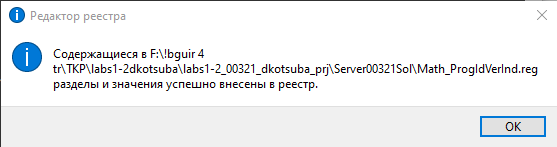 Редактор реестра
Содержащиеся в F:\!bguir 4
tr\TKP\labs1-2dkotsuba\labs1-2_00321_dkotsuba_prj\Server00321Sol\Math_ProgIdVerInd.reg
разделы и значения успешно внесены в реестр.
OK